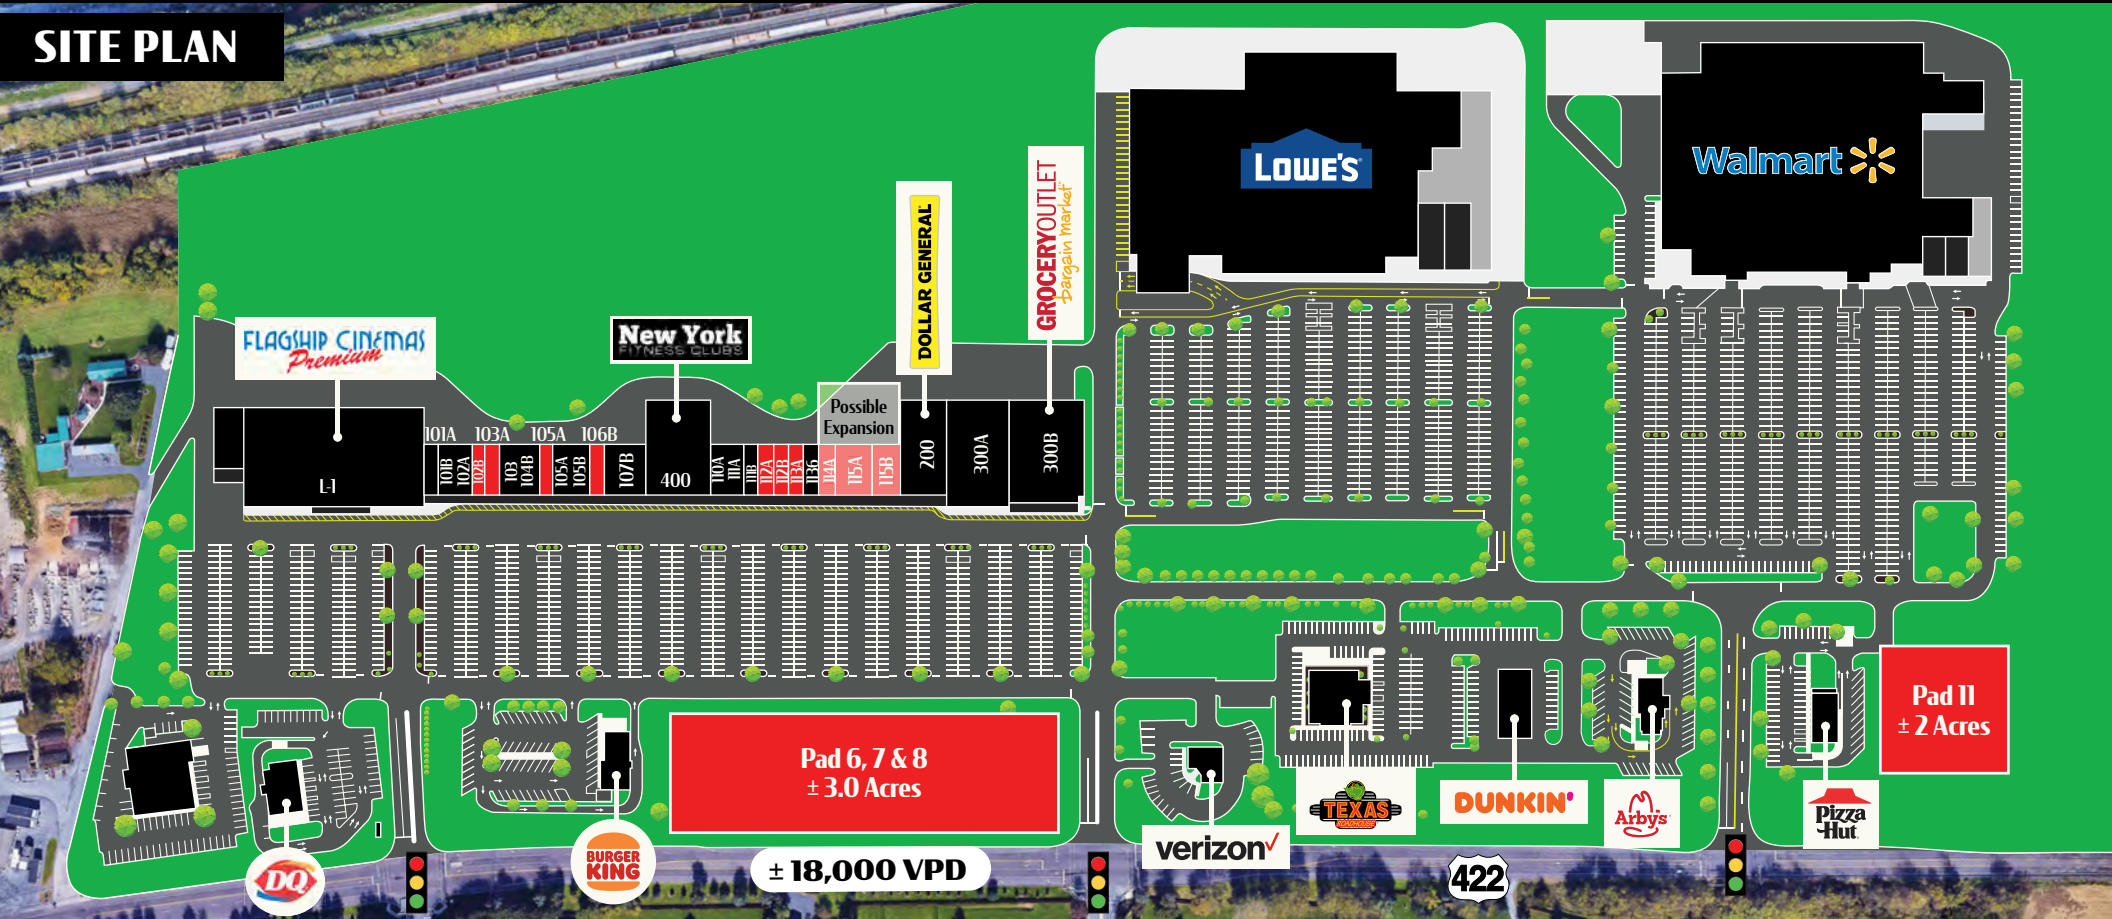 SITE PLAN
LOWE'S
Walmart
GROCERY OUTLET
bargain market
DOLLAR GENERAL
FLAGSHIP CINEMAS
Premium
New York
FITNESS CLUBS
Possible
Expansion
101A
103A
105A
106B
101B
102A
102B
103
104B
105A
105B
107B
400
110A
111A
111B
112A
112B
113A
1136
114A
115A
115B
200
300A
300B
L-1
Pad 11
± 2 Acres
Pad 6, 7 & 8
± 3.0 Acres
TEXAS
ROADHOUSE
DUNKIN'
Arby's
Pizza
Hut
verizon
BURGER
KING
DQ
± 18,000 VPD
422